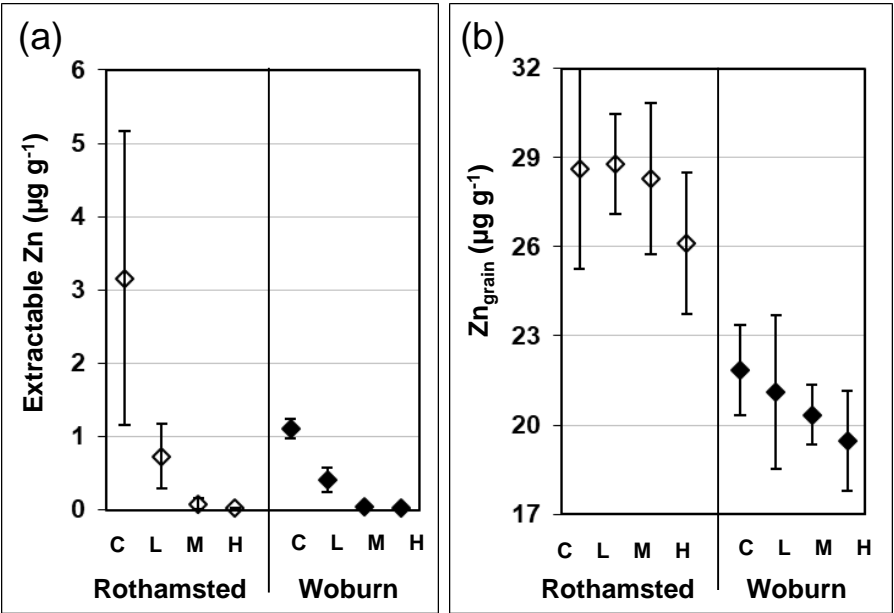 (a)
Extractable Zn (µg g-1)
6
5
4
3
2
1
0
C L M H C L M H
Rothamsted Woburn
(b)
Zngrain (µg g-1)
32
29
26
23
20
17
C L M H C L M H
Rothamsted Woburn